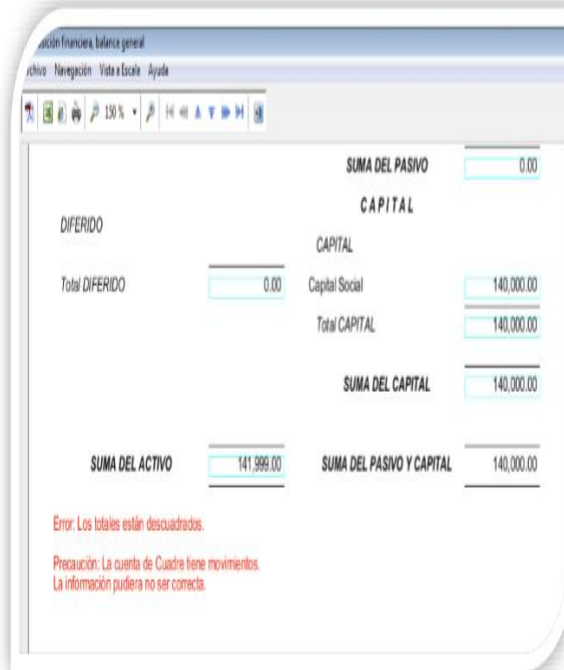 ición financiera, balance general
rchivo Navegación Vista a Escala Ayuda
150 %
SUMA DEL PASIVO 0.00
CAPITAL
DIFERIDO
CAPITAL
Total DIFERIDO 0.00 Capital Social 140,000.00
Total CAPITAL 140,000.00
SUMA DEL CAPITAL 140,000.00
SUMA DEL ACTIVO 141,999.00 SUMA DEL PASIVO Y CAPITAL 140,000.00
Error: Los totales están descuadrados.
Precaución: La cuenta de Cuadre tiene movimientos.
La información pudiera no ser correcta.